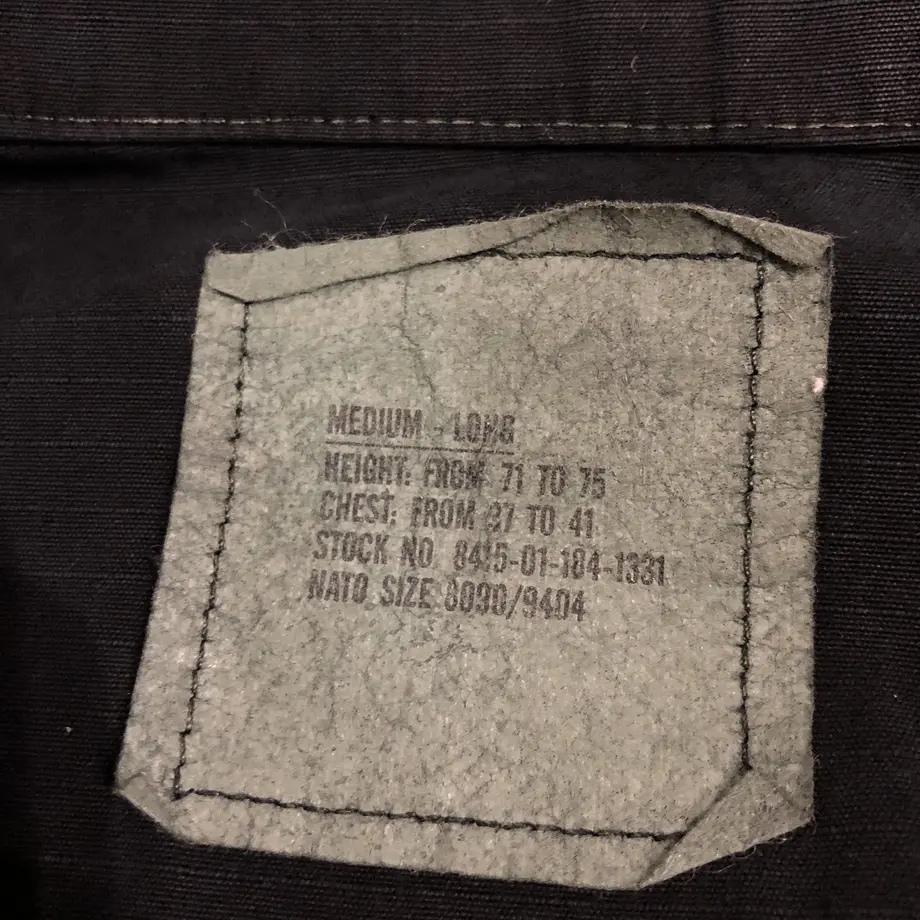 MEDIUM - LONG
HEIGHT: FROM 71 TO 75
CHEST: FROM 37 TO 41
STOCK NO. 8415-01-184-1331
NATO SIZE 8090/9404